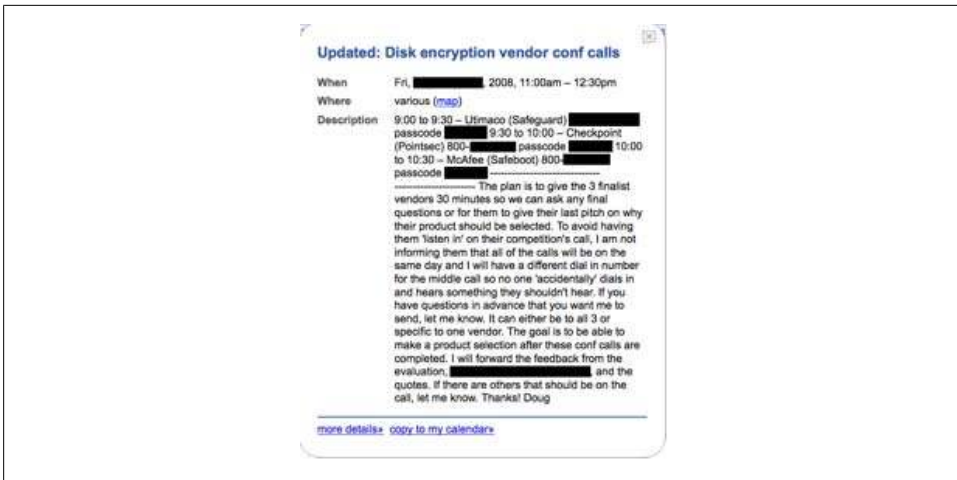 Updated: Disk encryption vendor conf calls
When Fri, , 2008, 11:00am – 12:30pm
Where various (map)
Description 9:00 to 9:30 – Utimaco (Safeguard)
passcode 9:30 to 10:00 – Checkpoint
(Pointsec) 800- passcode 10:00
to 10:30 – McAfee (Safeboot) 800-
passcode ------------------------------
---------------------- The plan is to give the 3 finalist
vendors 30 minutes so we can ask any final
questions or for them to give their last pitch on why
their product should be selected. To avoid having
them 'listen in' on their competition's call, I am not
informing them that all of the calls will be on the
same day and I will have a different dial in number
for the middle call so no one 'accidentally' dials in
and hears something they shouldn't hear. If you
have questions in advance that you want me to
send, let me know. It can either be to all 3 or
specific to one vendor. The goal is to be able to
make a product selection after these conf calls are
completed. I will forward the feedback from the
evaluation, , and the
quotes. If there are others that should be on the
call, let me know. Thanks! Doug
more details» copy to my calendar»